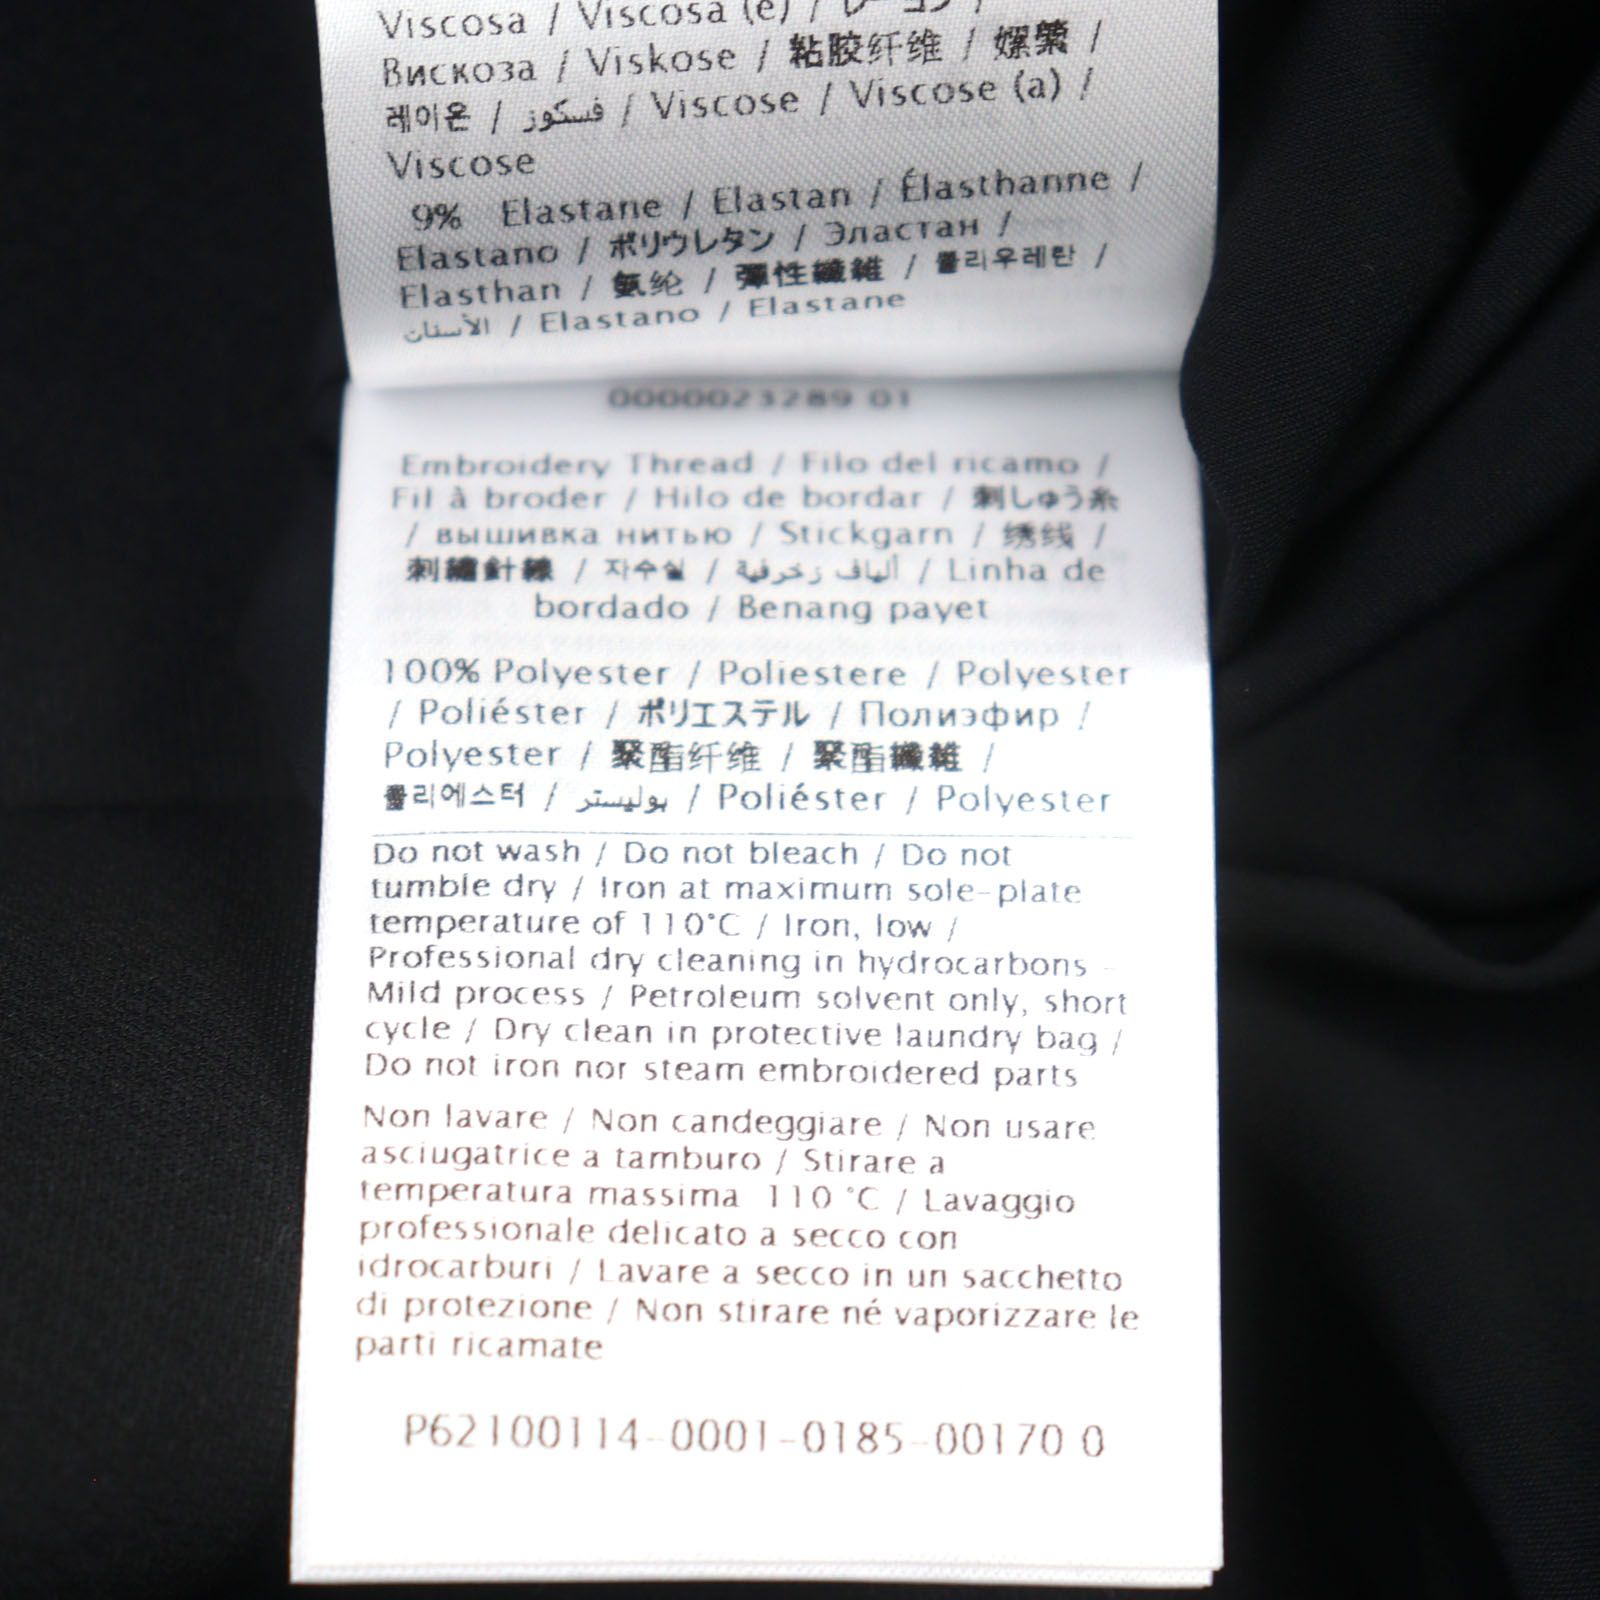 Viscosa / Viscosa (e) / レーヨン /
Вискоза / Viskose / 粘胶纤维 / 嫘縈 /
레이온 / فسكوز / Viscose / Viscose (a) /
Viscose
9% Elastane / Elastan / Élasthanne /
Elastano / ポリウレタン / Эластан /
Elasthan / 氨纶 / 彈性纖維 / 폴리우레탄 /
الأستان / Elastano / Elastane
0000023289 01
Embroidery Thread / Filo del ricamo /
Fil à broder / Hilo de bordar / 刺しゅう糸
/ вышивка нитью / Stickgarn / 绣线 /
刺繡針線 / 자수실 / ألياف زخرفية / Linha de
bordado / Benang payet
100% Polyester / Poliestere / Polyester
/ Poliéster / ポリエステル / Полиэфир /
Polyester / 聚酯纤维 / 聚酯纖維 /
폴리에스터 / بوليستر / Poliéster / Polyester
Do not wash / Do not bleach / Do not
tumble dry / Iron at maximum sole-plate
temperature of 110°C / Iron, low /
Professional dry cleaning in hydrocarbons -
Mild process / Petroleum solvent only, short
cycle / Dry clean in protective laundry bag /
Do not iron nor steam embroidered parts
Non lavare / Non candeggiare / Non usare
asciugatrice a tamburo / Stirare a
temperatura massima 110 °C / Lavaggio
professionale delicato a secco con
idrocarburi / Lavare a secco in un sacchetto
di protezione / Non stirare né vaporizzare le
parti ricamate
P62100114-0001-0185-00170 0